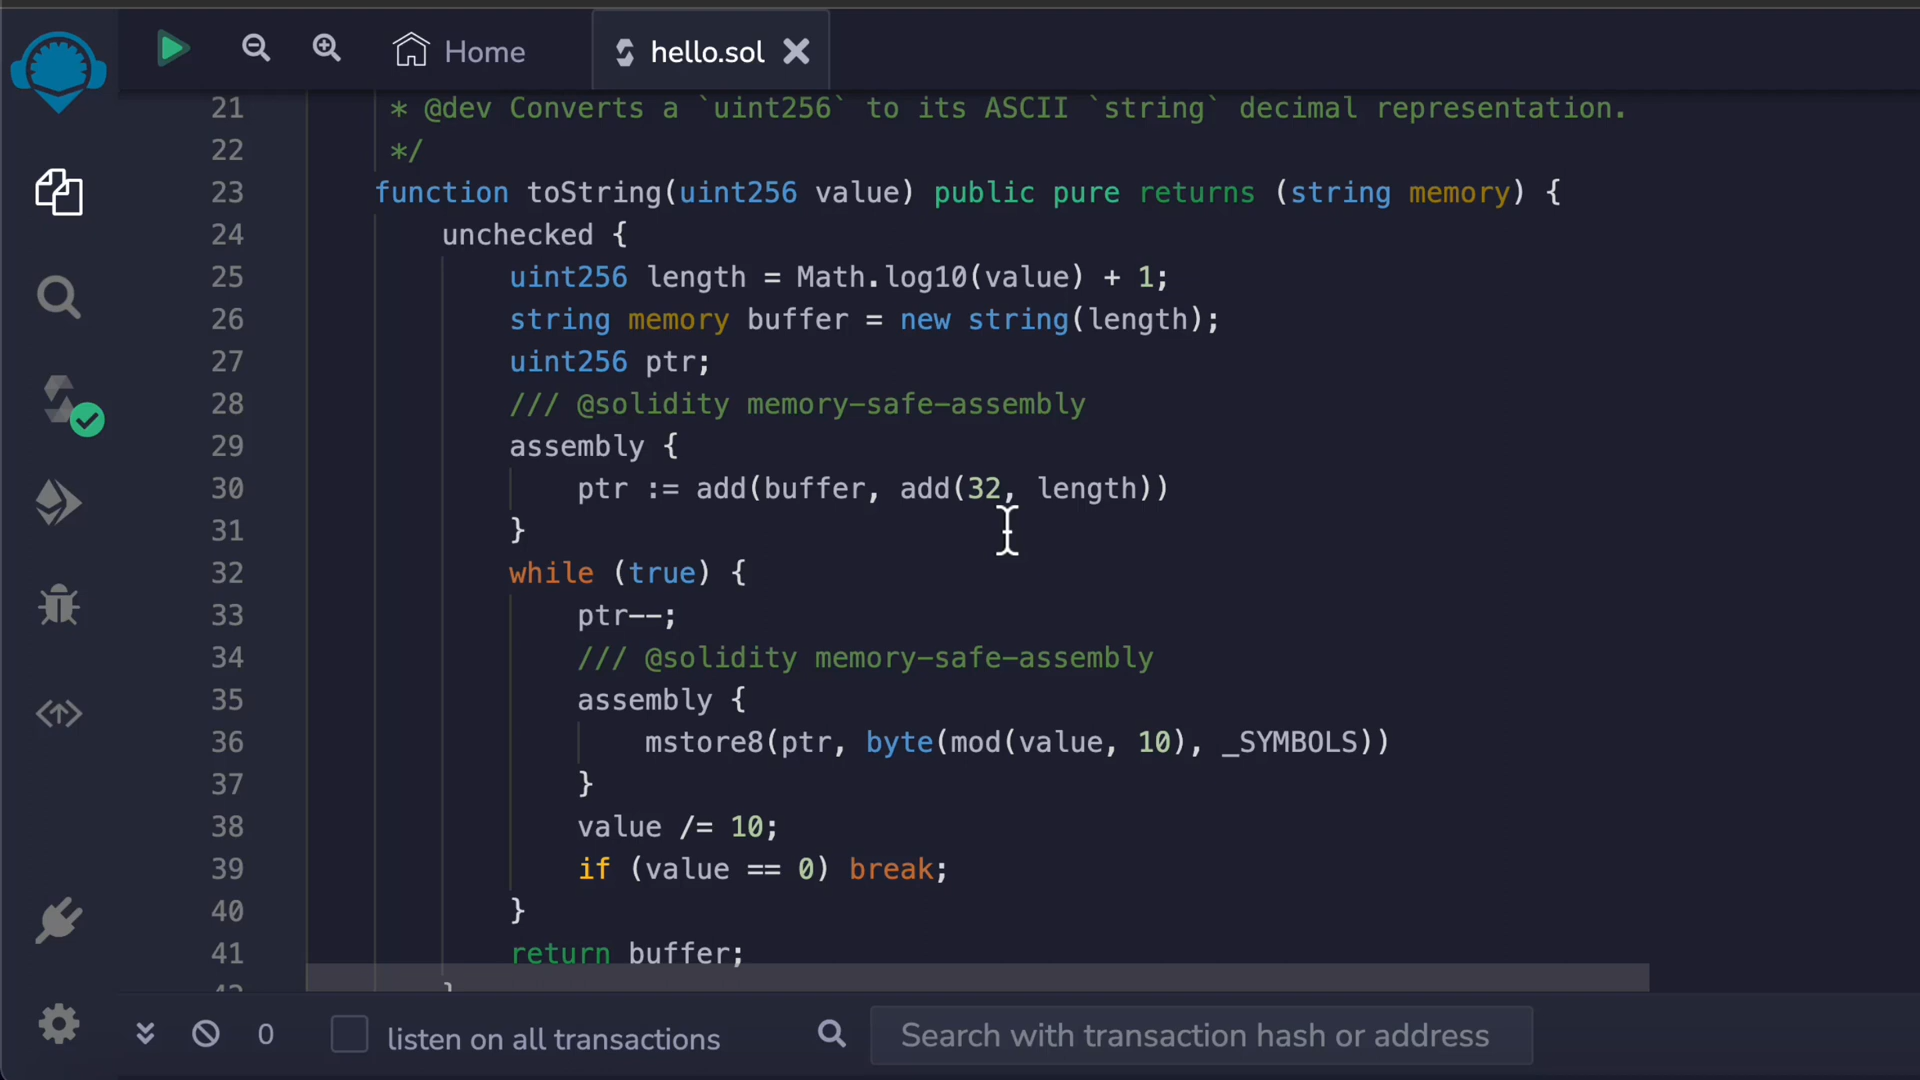 Home hello.sol
21 * @dev Converts a `uint256` to its ASCII `string` decimal representation.
22 */
23 function toString(uint256 value) public pure returns (string memory) {
24 unchecked {
25 uint256 length = Math.log10(value) + 1;
26 string memory buffer = new string(length);
27 uint256 ptr;
28 /// @solidity memory-safe-assembly
29 assembly {
30 ptr := add(buffer, add(32, length))
31 }
32 while (true) {
33 ptr--;
34 /// @solidity memory-safe-assembly
35 assembly {
36 mstore8(ptr, byte(mod(value, 10), _SYMBOLS))
37 }
38 value /= 10;
39 if (value == 0) break;
40 }
41 return buffer;
0 listen on all transactions Search with transaction hash or address